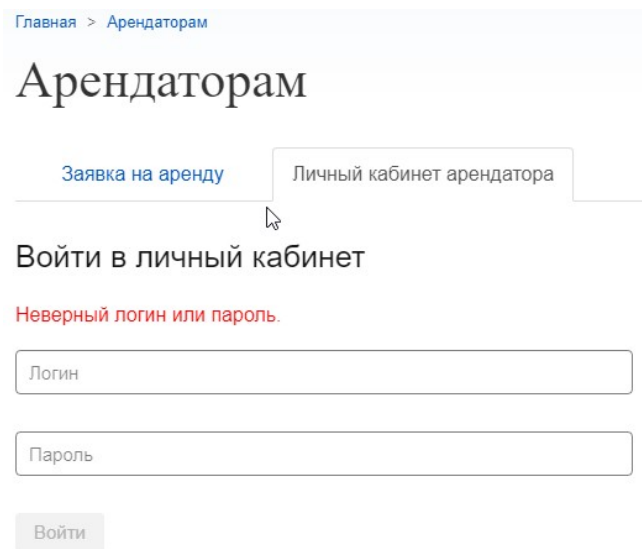 Главная > Арендаторам
Арендаторам
Заявка на аренду Личный кабинет арендатора
Войти в личный кабинет
Неверный логин или пароль.
Логин
Пароль
Войти